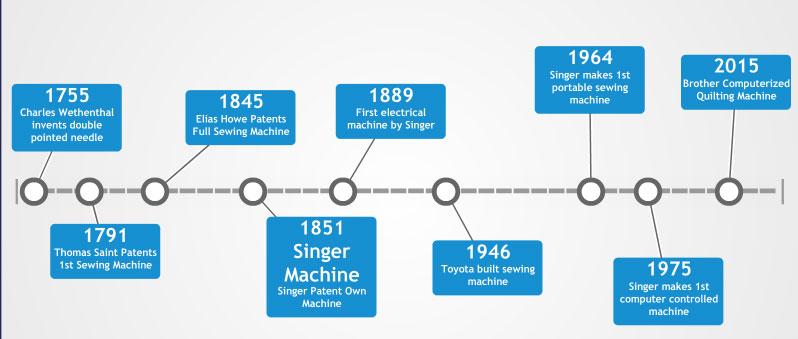 1755
Charles Wethenthal
invents double
pointed needle
1791
Thomas Saint Patents
1st Sewing Machine
1845
Elias Howe Patents
Full Sewing Machine
1851
Singer
Machine
Singer Patent Own
Machine
1889
First electrical
machine by Singer
1946
Toyota built sewing
machine
1964
Singer makes 1st
portable sewing
machine
1975
Singer makes 1st
computer controlled
machine
2015
Brother Computerized
Quilting Machine